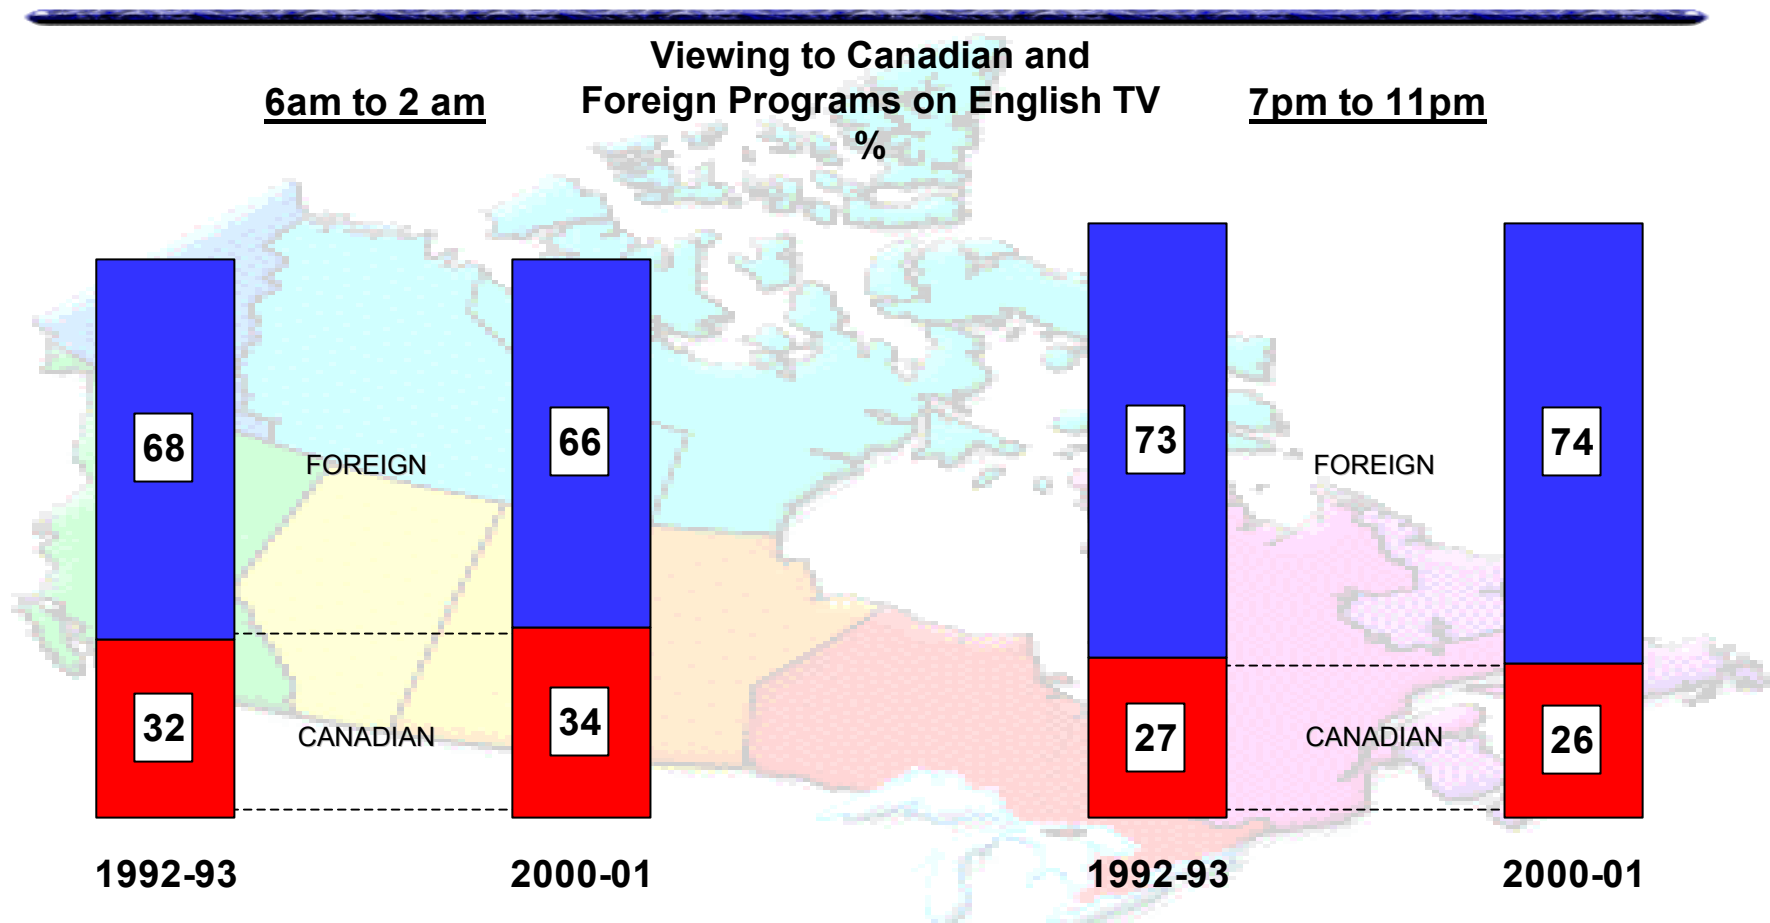 Viewing to Canadian and
Foreign Programs on English TV
%
6am to 2 am
7pm to 11pm
68
FOREIGN
66
32
CANADIAN
34
1992-93
2000-01
73
FOREIGN
74
27
CANADIAN
26
1992-93
2000-01